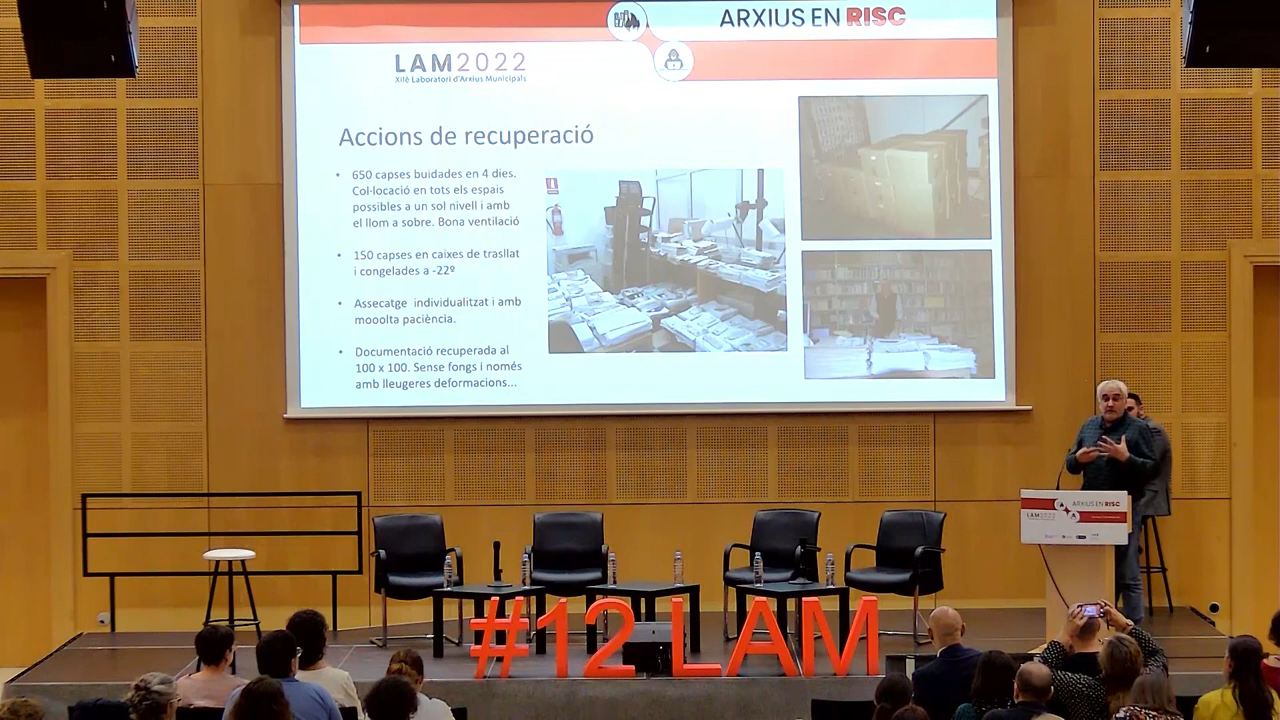 ARXIUS EN RISC
LAM2022
XIIè Laboratori d'Arxius Municipals
Accions de recuperació
• 650 capses buidades en 4 dies.
Col·locació en tots els espais
possibles a un sol nivell i amb
el llom a sobre. Bona ventilació
• 150 capses en caixes de trasllat
i congelades a -22º
• Assecatge individualitzat i amb
mooolta paciència.
• Documentació recuperada al
100 x 100. Sense fongs i només
amb lleugeres deformacions...
ARXIUS EN RISC
LAM2022
#12 LAM